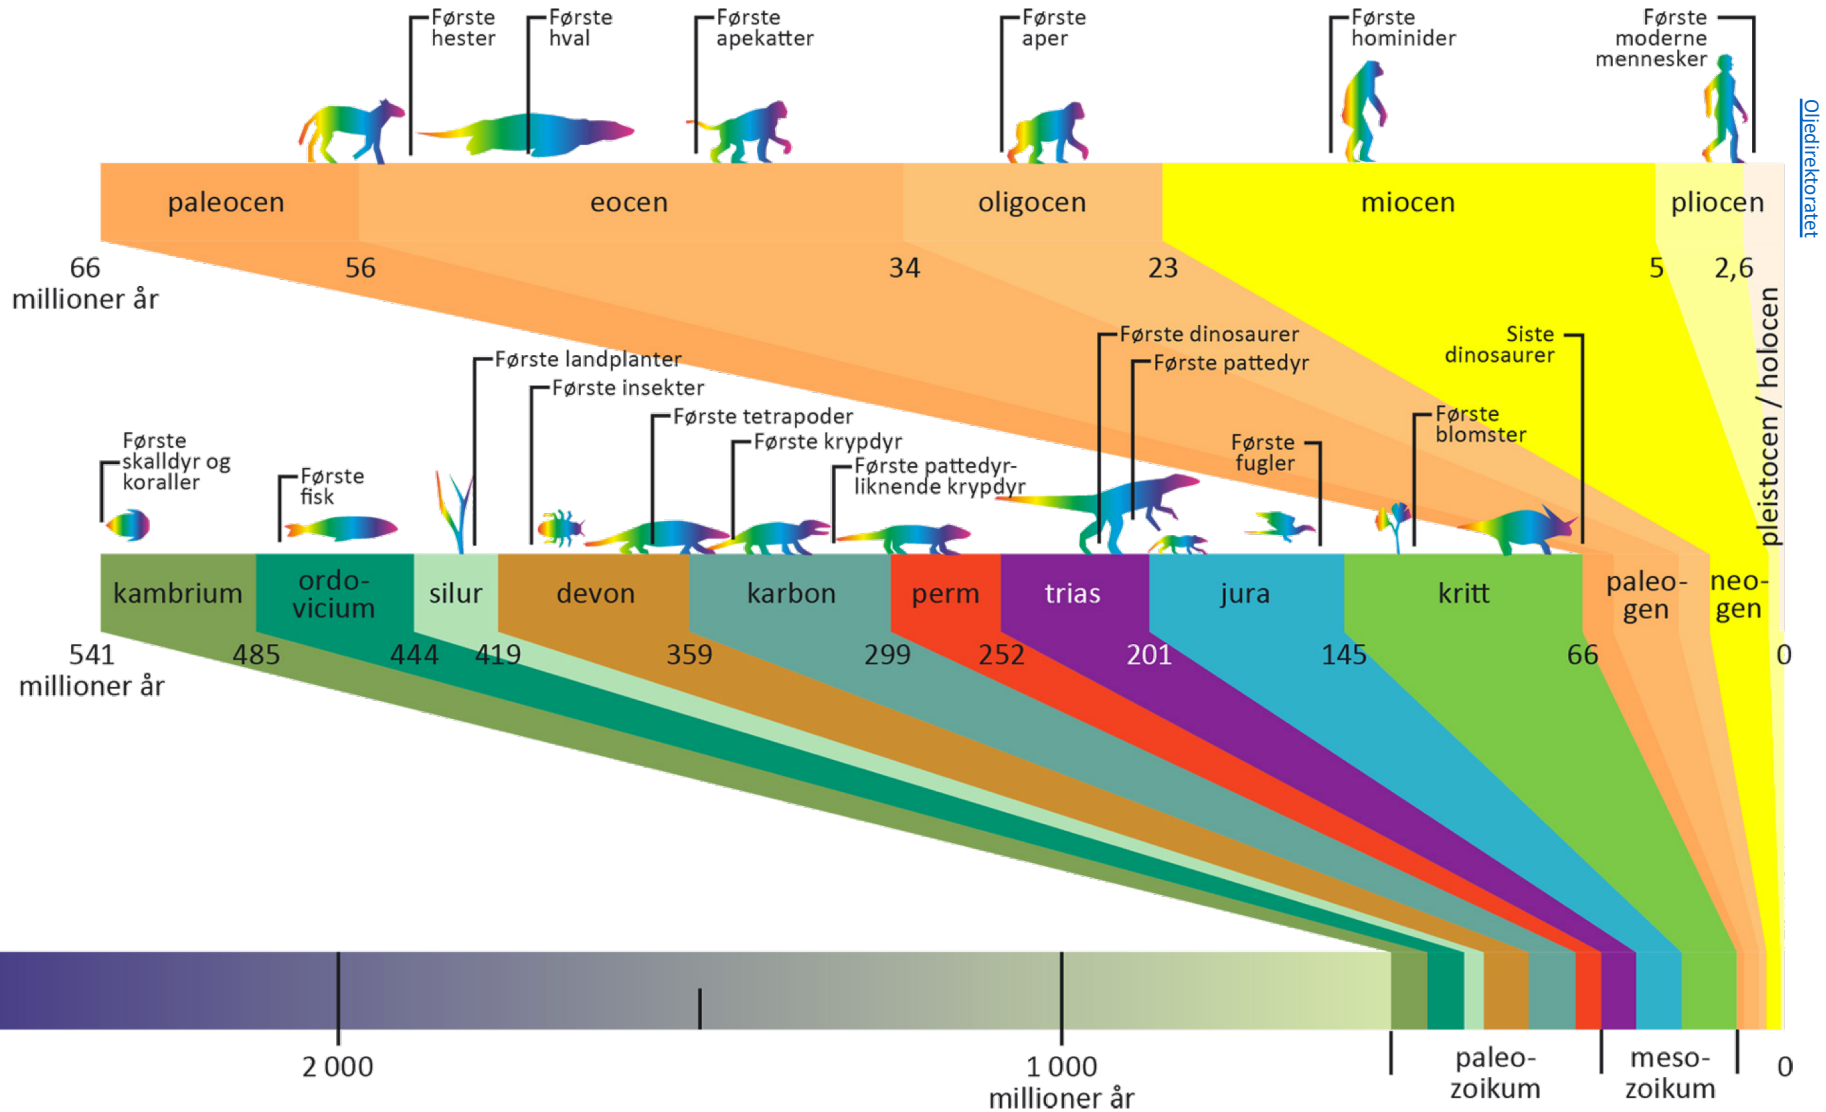 Første
hester
Første
hval
Første
apekatter
Første
aper
Første
hominider
Første
moderne
mennesker
Oljedirektoratet
paleocen
eocen
oligocen
miocen
pliocen
66
56
34
23
5
2,6
millioner år
pleistocen / holocen
Første dinosaurer
Første pattedyr
Siste
dinosaurer
Første landplanter
Første insekter
Første tetrapoder
Første krypdyr
Første pattedyr-
liknende krypdyr
Første
fugler
Første
blomster
Første
skalldyr og
koraller
Første
fisk
kambrium
ordo-
vicium
silur
devon
karbon
perm
trias
jura
kritt
paleo-
gen
neo-
gen
541
485
444
419
359
299
252
201
145
66
0
millioner år
2 000
1 000
millioner år
paleo-
zoikum
meso-
zoikum
0